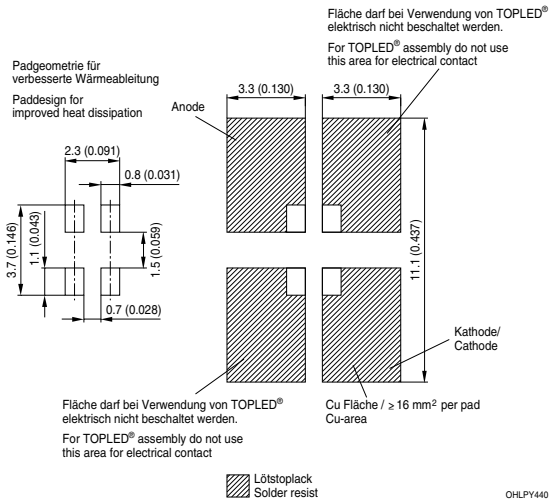 Fläche darf bei Verwendung von TOPLED®
elektrisch nicht beschaltet werden.
For TOPLED® assembly do not use
this area for electrical contact
Padgeometrie für
verbesserte Wärmeableitung
Paddesign for
improved heat dissipation
Anode
3.3 (0.130)
3.3 (0.130)
2.3 (0.091)
0.8 (0.031)
3.7 (0.146)
1.1 (0.043)
1.5 (0.059)
0.7 (0.028)
11.1 (0.437)
Kathode/
Cathode
Fläche darf bei Verwendung von TOPLED®
elektrisch nicht beschaltet werden.
For TOPLED® assembly do not use
this area for electrical contact
Cu Fläche / ≥ 16 mm² per pad
Cu-area
Lötstoplack
Solder resist
OHLPY440